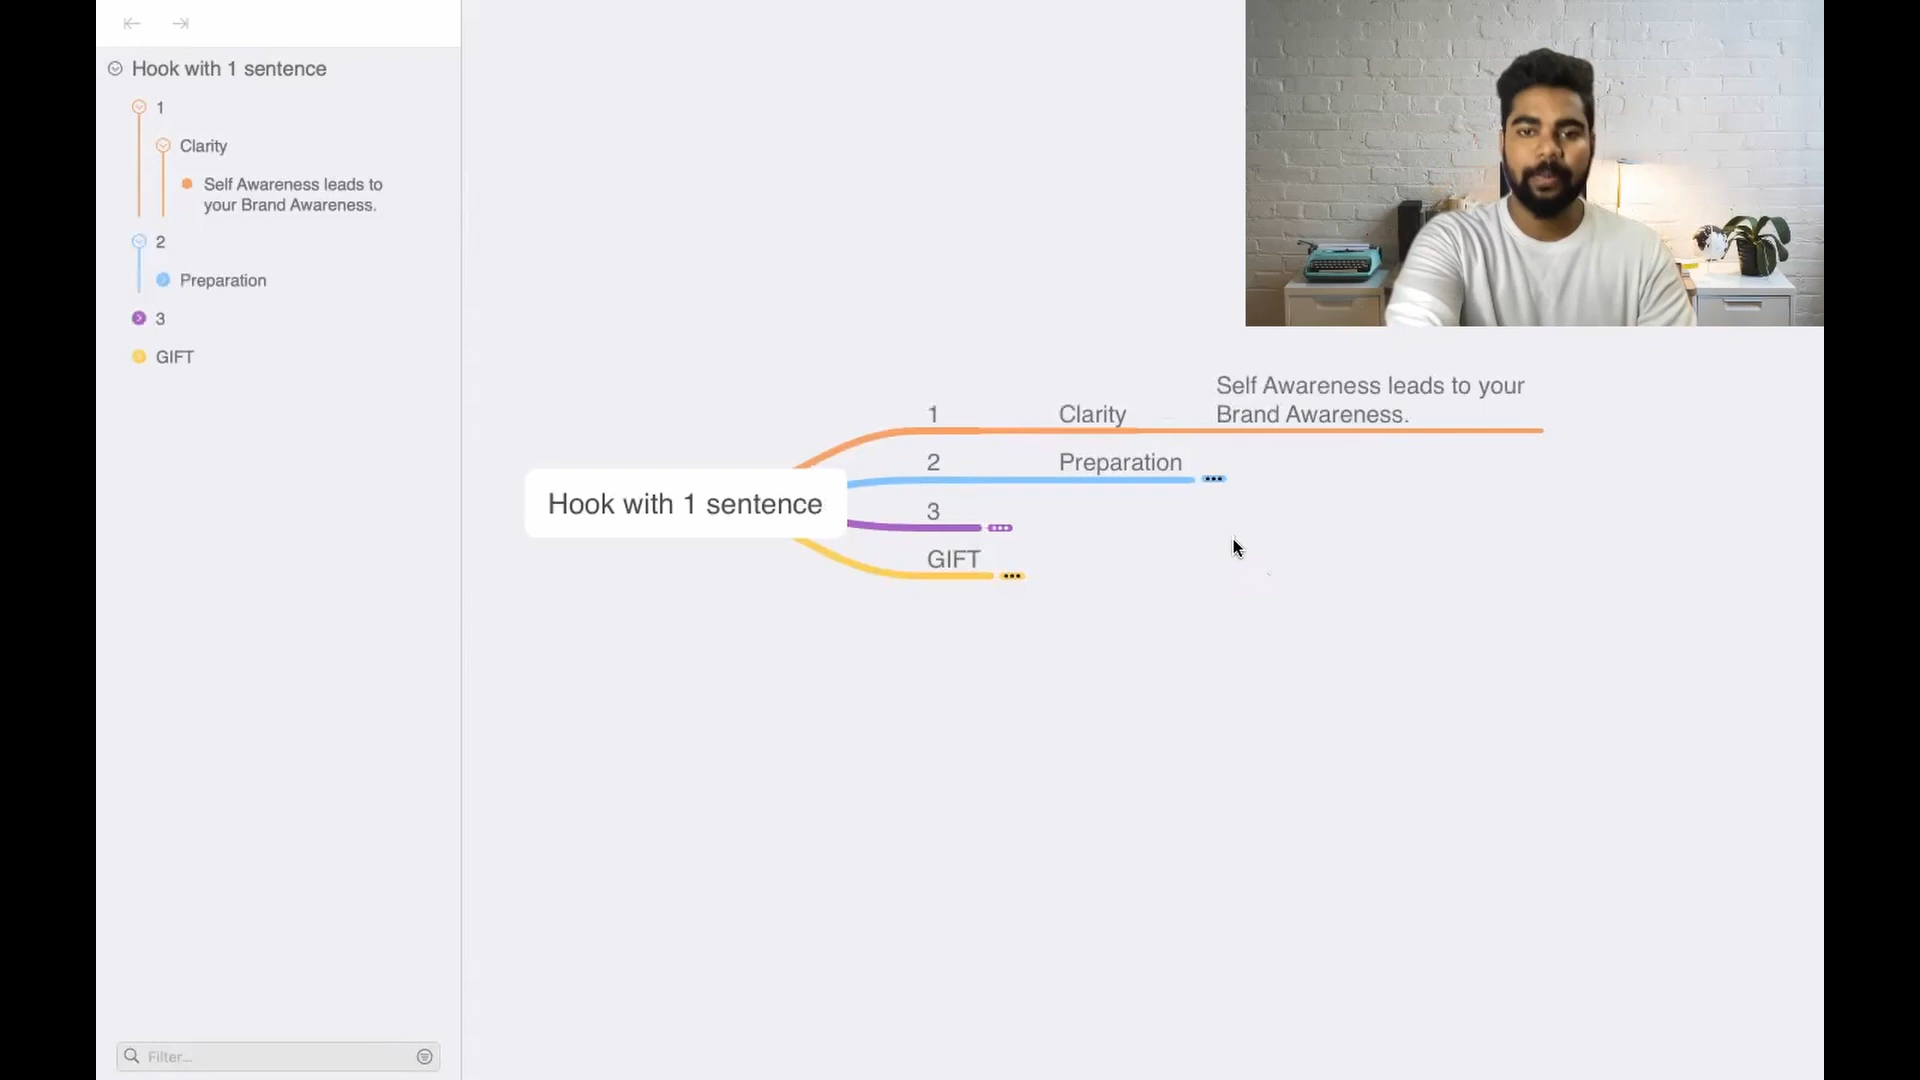 Hook with 1 sentence
1
Clarity
Self Awareness leads to
your Brand Awareness.
2
Preparation
3
GIFT
Filter...
Hook with 1 sentence
1
Clarity
Self Awareness leads to your
Brand Awareness.
2
Preparation
3
GIFT